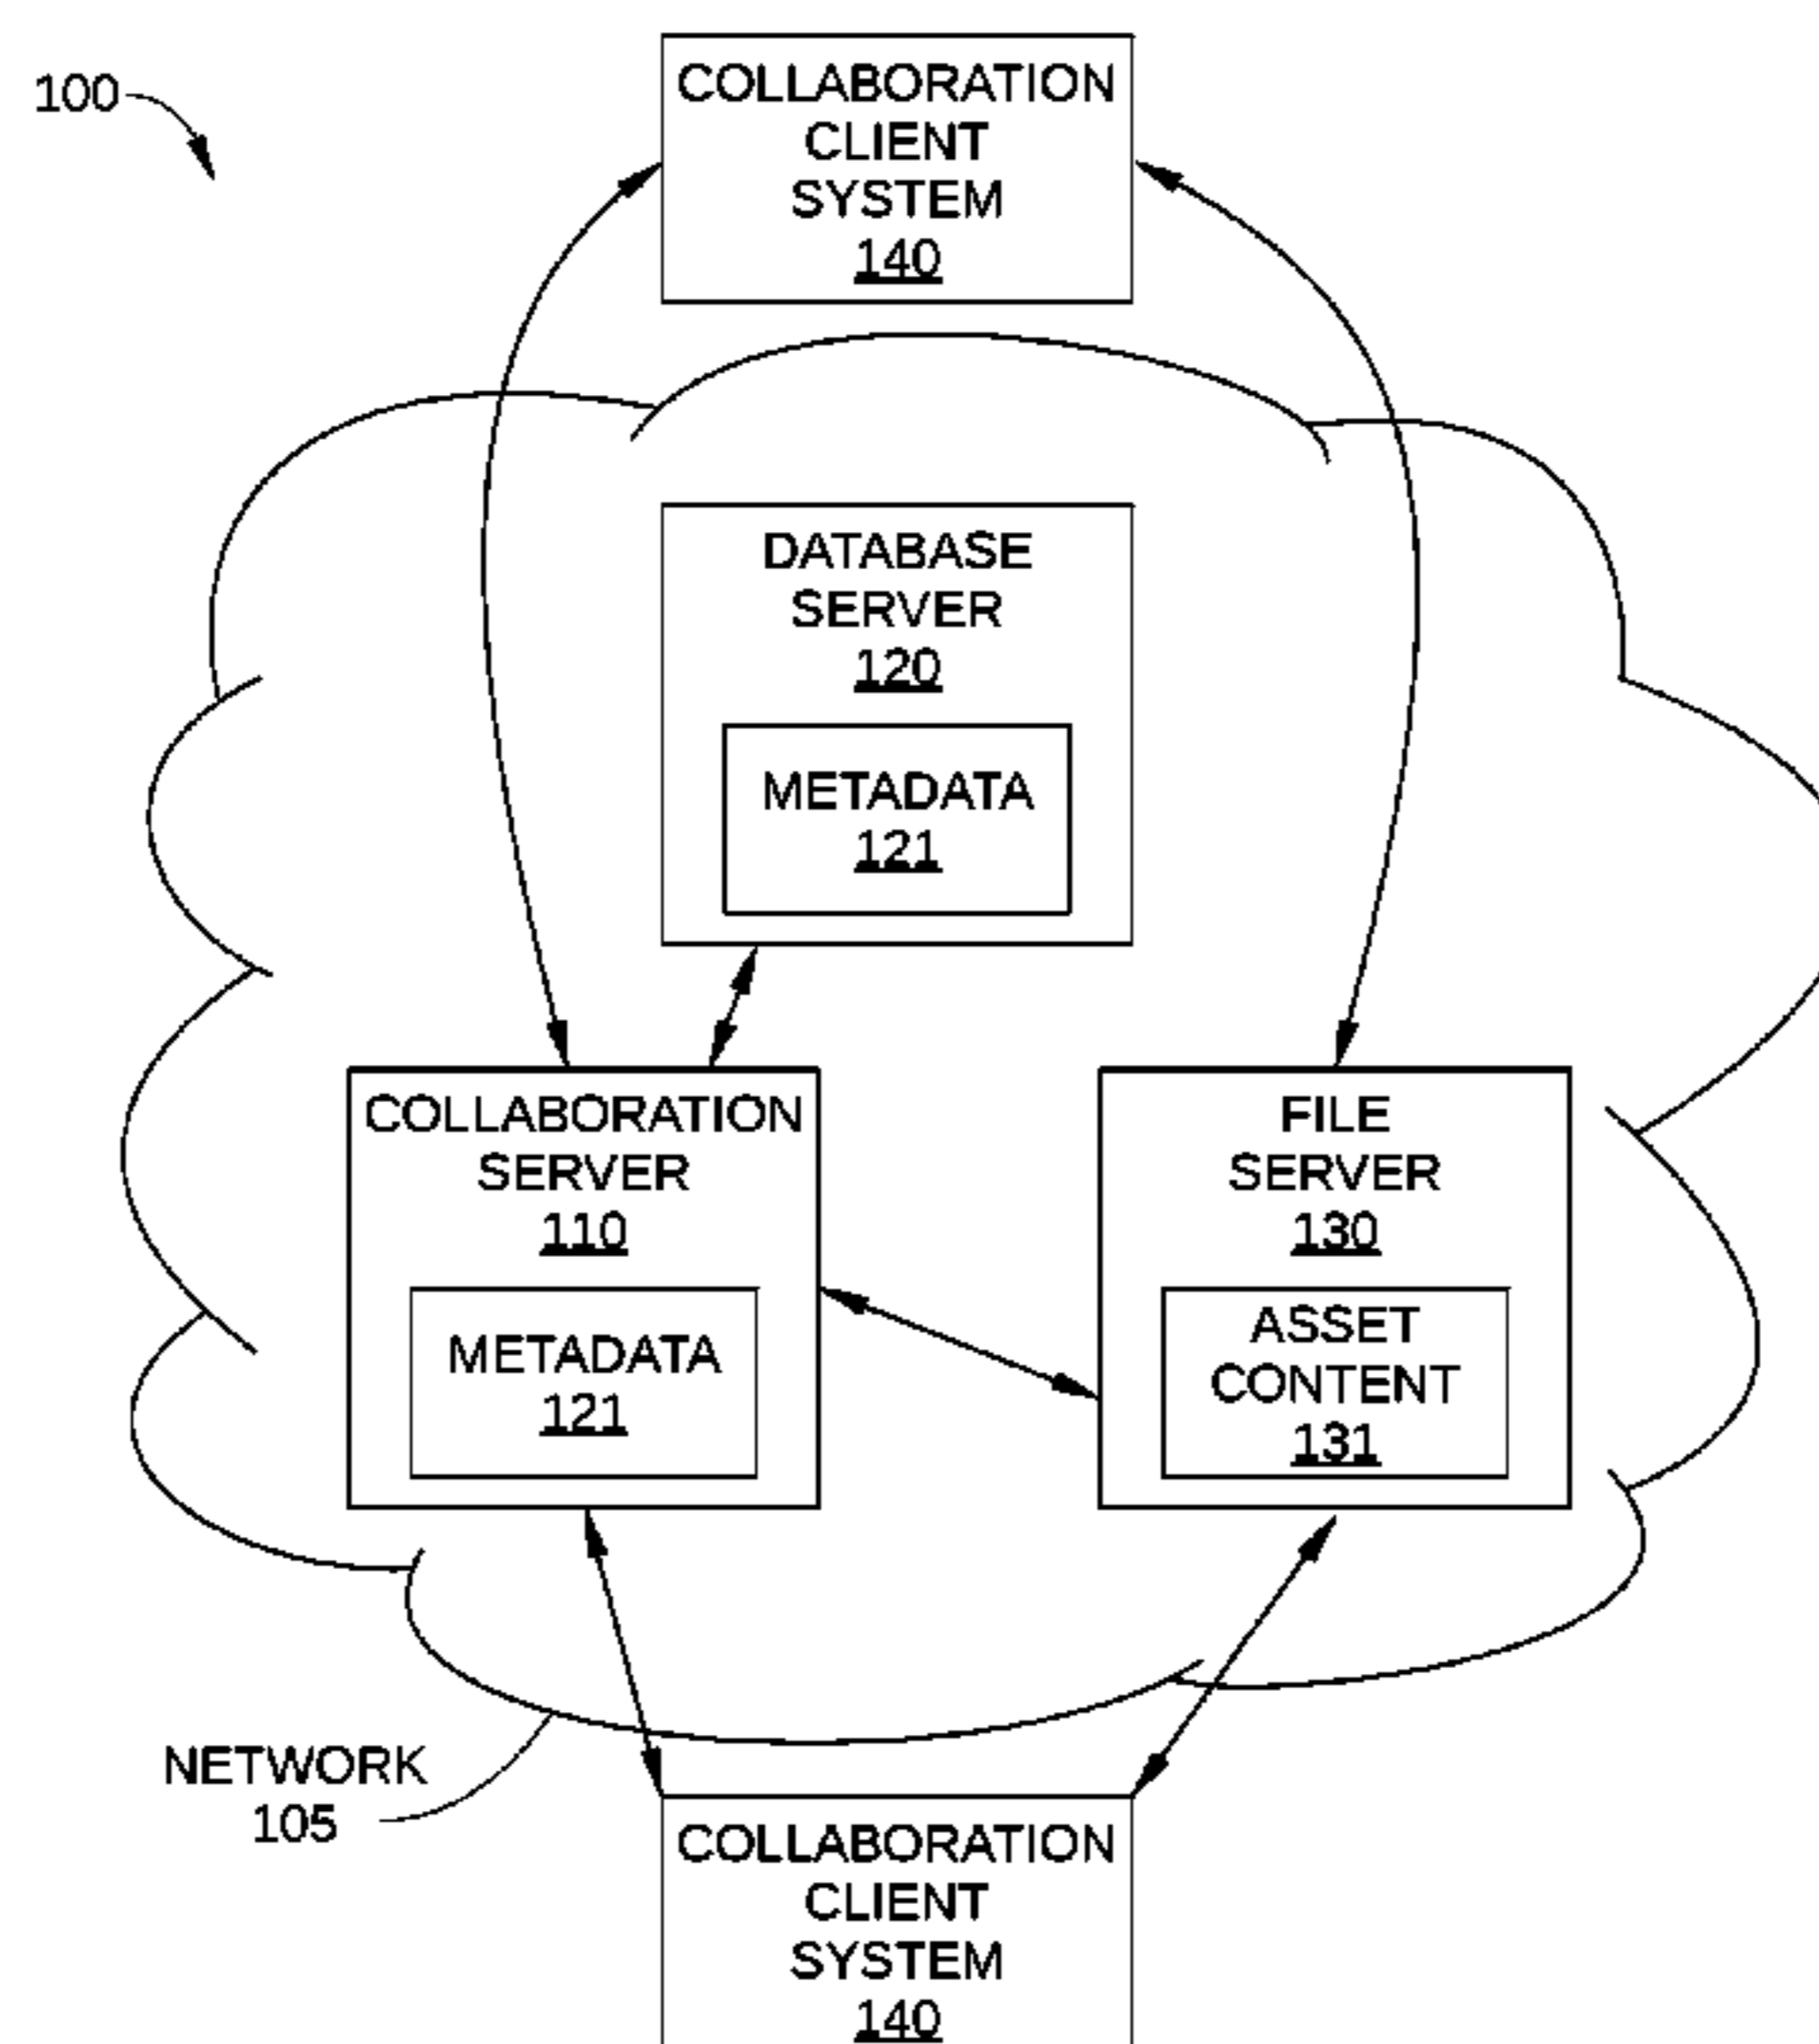 100
COLLABORATION
CLIENT
SYSTEM
140
DATABASE
SERVER
120
METADATA
121
COLLABORATION
SERVER
110
METADATA
121
FILE
SERVER
130
ASSET
CONTENT
131
NETWORK
105
COLLABORATION
CLIENT
SYSTEM
140